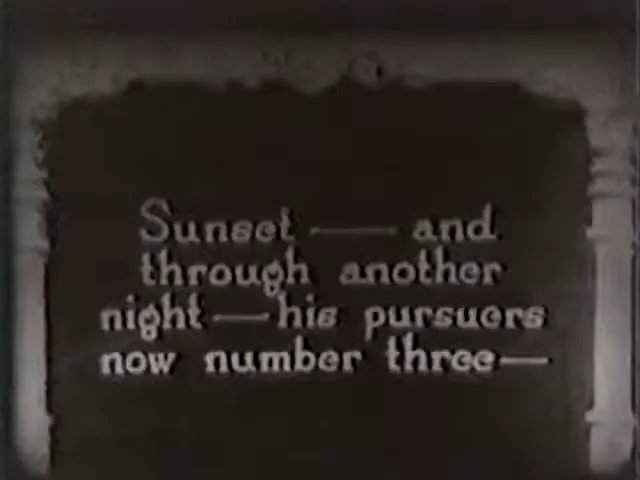 Sunset — and
through another
night — his pursuers
now number three —